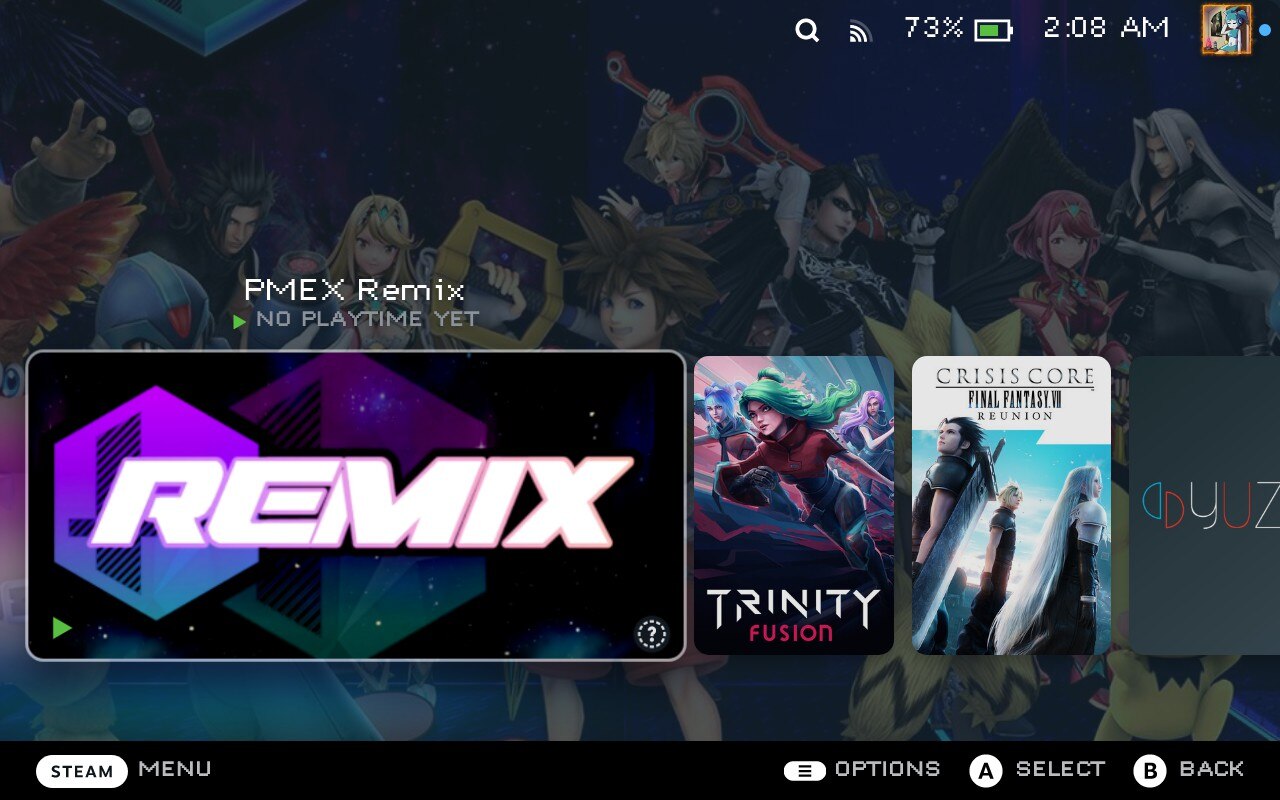 73% 2:08 AM
PMEX Remix
NO PLAYTIME YET
REMIX
?
TRINITY
FUSION
CRISIS CORE
FINAL FANTASY VII
REUNION
YUZ
STEAM MENU
OPTIONS A SELECT B BACK